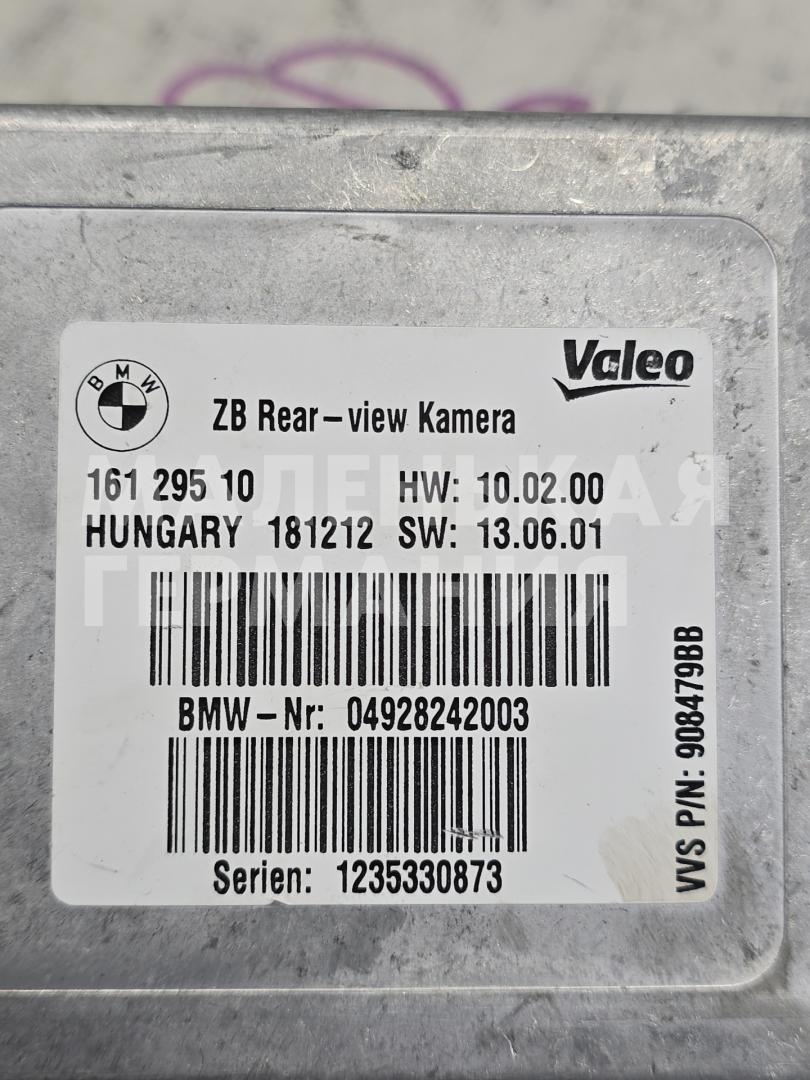 BMW
Valeo
ZB Rear-view Kamera
161 295 10 HW: 10.02.00
HUNGARY 181212 SW: 13.06.01
МАЛЕНЬКАЯ
ГЕРМАНИЯ
BMW-Nr: 04928242003
Serien: 1235330873
VVS P/N: 908479BB